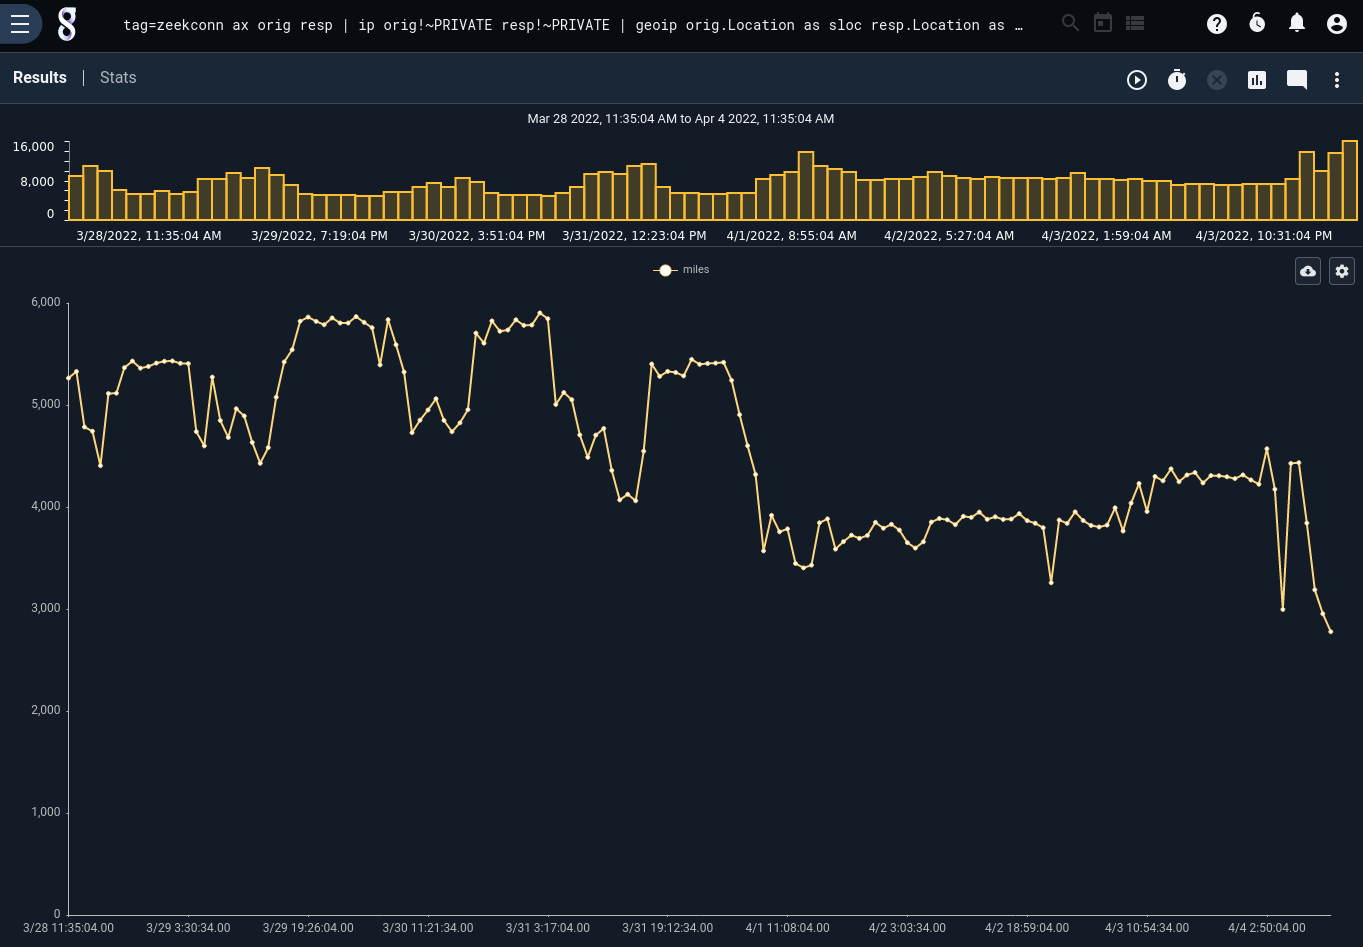 tag=zeekconn ax orig resp | ip orig!~PRIVATE resp!~PRIVATE | geoip orig.Location as sloc resp.Location as …
Results | Stats
Mar 28 2022, 11:35:04 AM to Apr 4 2022, 11:35:04 AM
16,000
8,000
0
3/28/2022, 11:35:04 AM 3/29/2022, 7:19:04 PM 3/30/2022, 3:51:04 PM 3/31/2022, 12:23:04 PM 4/1/2022, 8:55:04 AM 4/2/2022, 5:27:04 AM 4/3/2022, 1:59:04 AM 4/3/2022, 10:31:04 PM
miles
6,000
5,000
4,000
3,000
2,000
1,000
0
3/28 11:35:04.00 3/29 3:30:34.00 3/29 19:26:04.00 3/30 11:21:34.00 3/31 3:17:04.00 3/31 19:12:34.00 4/1 11:08:04.00 4/2 3:03:34.00 4/2 18:59:04.00 4/3 10:54:34.00 4/4 2:50:04.00